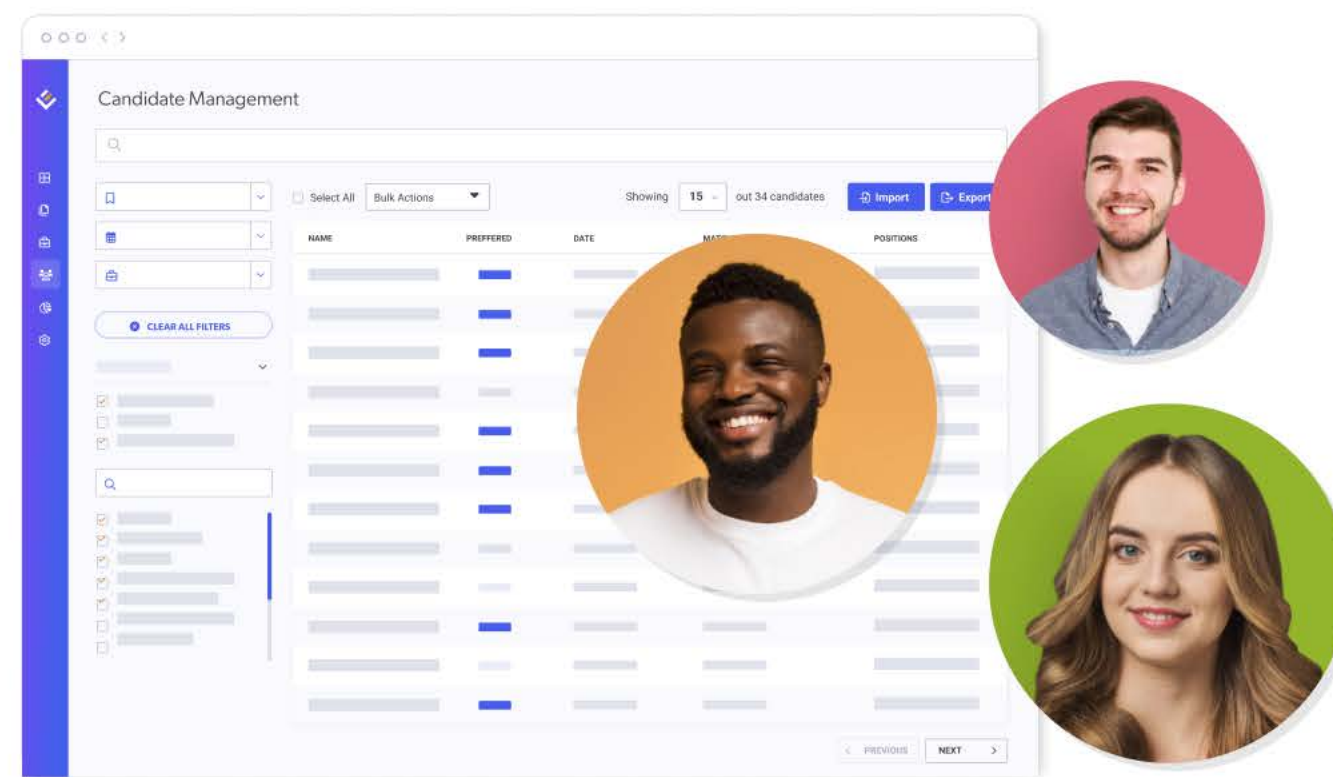 Candidate Management
Select All Bulk Actions Showing 15 out 34 candidates Import Export
NAME PREFFERED DATE POSITIONS
CLEAR ALL FILTERS
PREVIOUS NEXT